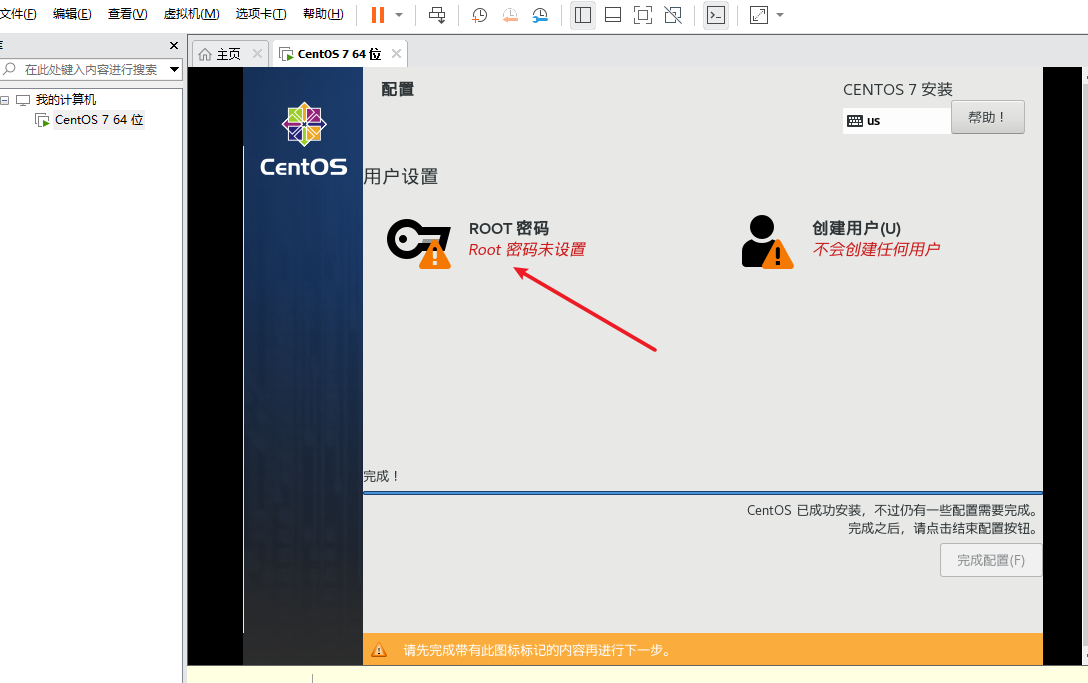 文件(F) 编辑(E) 查看(V) 虚拟机(M) 选项卡(T) 帮助(H)
在此处键入内容进行搜索
我的计算机
CentOS 7 64 位
主页
CentOS 7 64 位
CentOS
配置
CENTOS 7 安装
us
帮助！
用户设置
ROOT 密码
Root 密码未设置
创建用户(U)
不会创建任何用户
完成！
CentOS 已成功安装，不过仍有一些配置需要完成。
完成之后，请点击结束配置按钮。
完成配置(F)
请先完成带有此图标标记的内容再进行下一步。